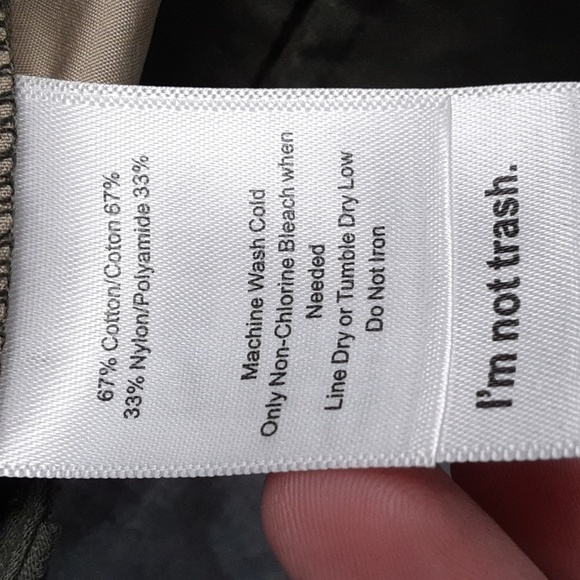 67% Cotton/Coton 67%
33% Nylon/Polyamide 33%
Machine Wash Cold
Only Non-Chlorine Bleach when
Needed
Line Dry or Tumble Dry Low
Do Not Iron
I'm not trash.